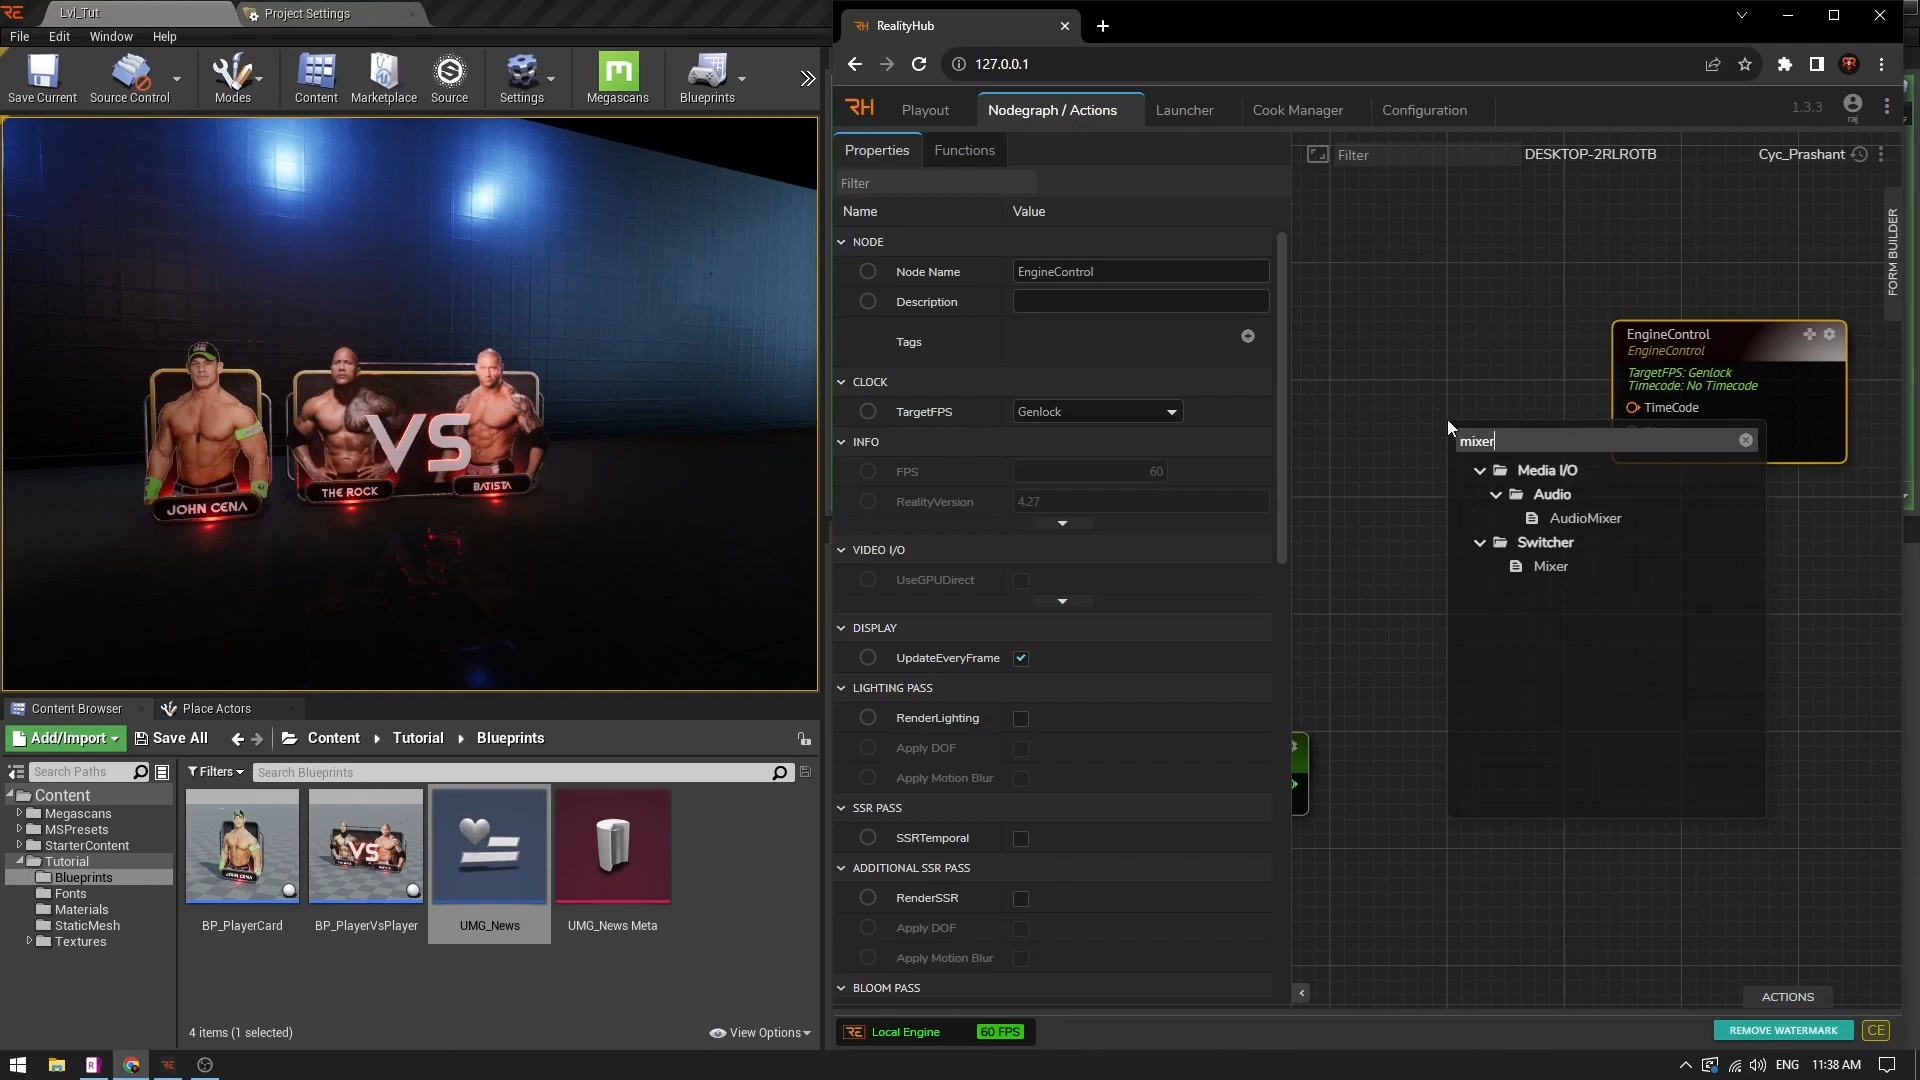 Lvl_Tut
Project Settings
File Edit Window Help
Save Current
Source Control
Modes
Content
Marketplace
Source
Settings
Megascans
Blueprints
JOHN CENA
THE ROCK
VS
BATISTA
Content Browser
Place Actors
Add/Import
Save All
Content
Tutorial
Blueprints
Search Paths
Filters
Search Blueprints
Content
Megascans
MSPresets
StarterContent
Tutorial
Blueprints
Fonts
Materials
StaticMesh
Textures
BP_PlayerCard
BP_PlayerVsPlayer
UMG_News
UMG_News Meta
4 items (1 selected)
View Options
RealityHub
127.0.0.1
Playout
Nodegraph / Actions
Launcher
Cook Manager
Configuration
1.3.3
raj
Properties
Functions
Filter
Name
Value
NODE
Node Name
EngineControl
Description
Tags
CLOCK
TargetFPS
Genlock
INFO
FPS
60
RealityVersion
4.27
VIDEO I/O
UseGPUDirect
DISPLAY
UpdateEveryFrame
LIGHTING PASS
RenderLighting
Apply DOF
Apply Motion Blur
SSR PASS
SSRTemporal
ADDITIONAL SSR PASS
RenderSSR
Apply DOF
Apply Motion Blur
BLOOM PASS
Filter
DESKTOP-2RLROTB
Cyc_Prashant
FORM BUILDER
EngineControl
EngineControl
TargetFPS: Genlock
Timecode: No Timecode
TimeCode
mixer
Media I/O
Audio
AudioMixer
Switcher
Mixer
ACTIONS
RE Local Engine
60 FPS
REMOVE WATERMARK
CE
ENG
11:38 AM